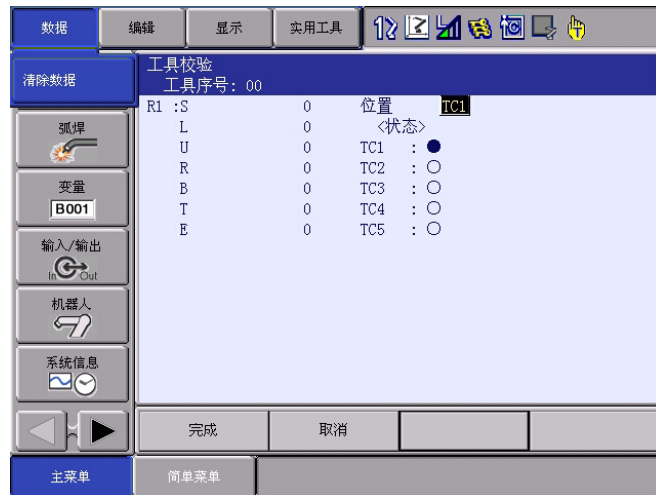 数据 编辑 显示 实用工具
清除数据
工具校验
工具序号: 00
R1 :S 0 位置 TC1
L 0 <状态>
U 0 TC1 : ●
R 0 TC2 : ○
B 0 TC3 : ○
T 0 TC4 : ○
E 0 TC5 : ○
弧焊
变量
B001
输入/输出
In Out
机器人
系统信息
完成 取消
主菜单 简单菜单